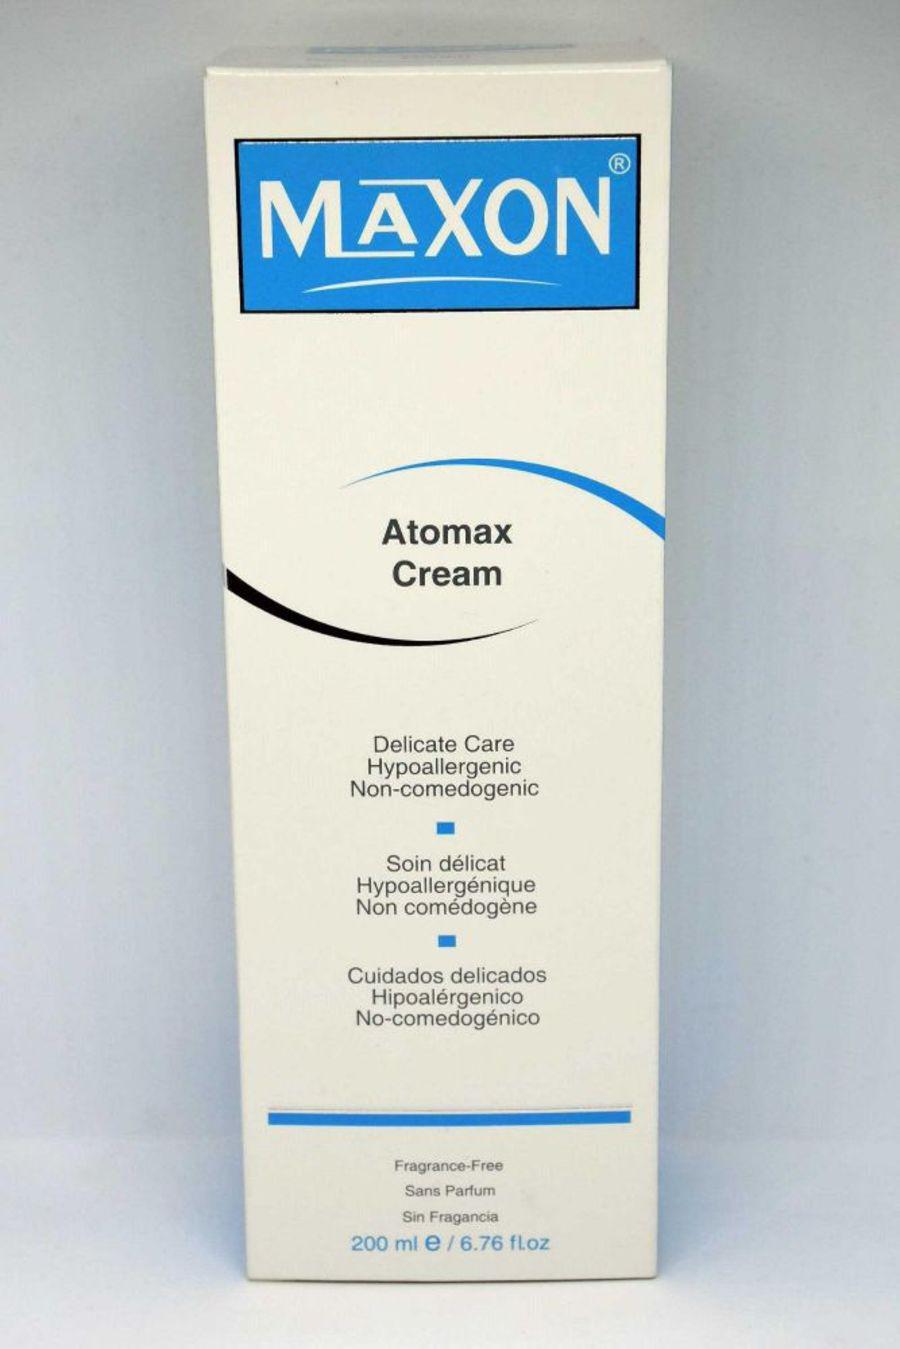 MAXON®
Atomax
Cream
Delicate Care
Hypoallergenic
Non-comedogenic
Soin délicat
Hypoallergénique
Non comédogène
Cuidados delicados
Hipoalérgenico
No-comedogénico
Fragrance-Free
Sans Parfum
Sin Fragancia
200 ml e / 6.76 fl.oz